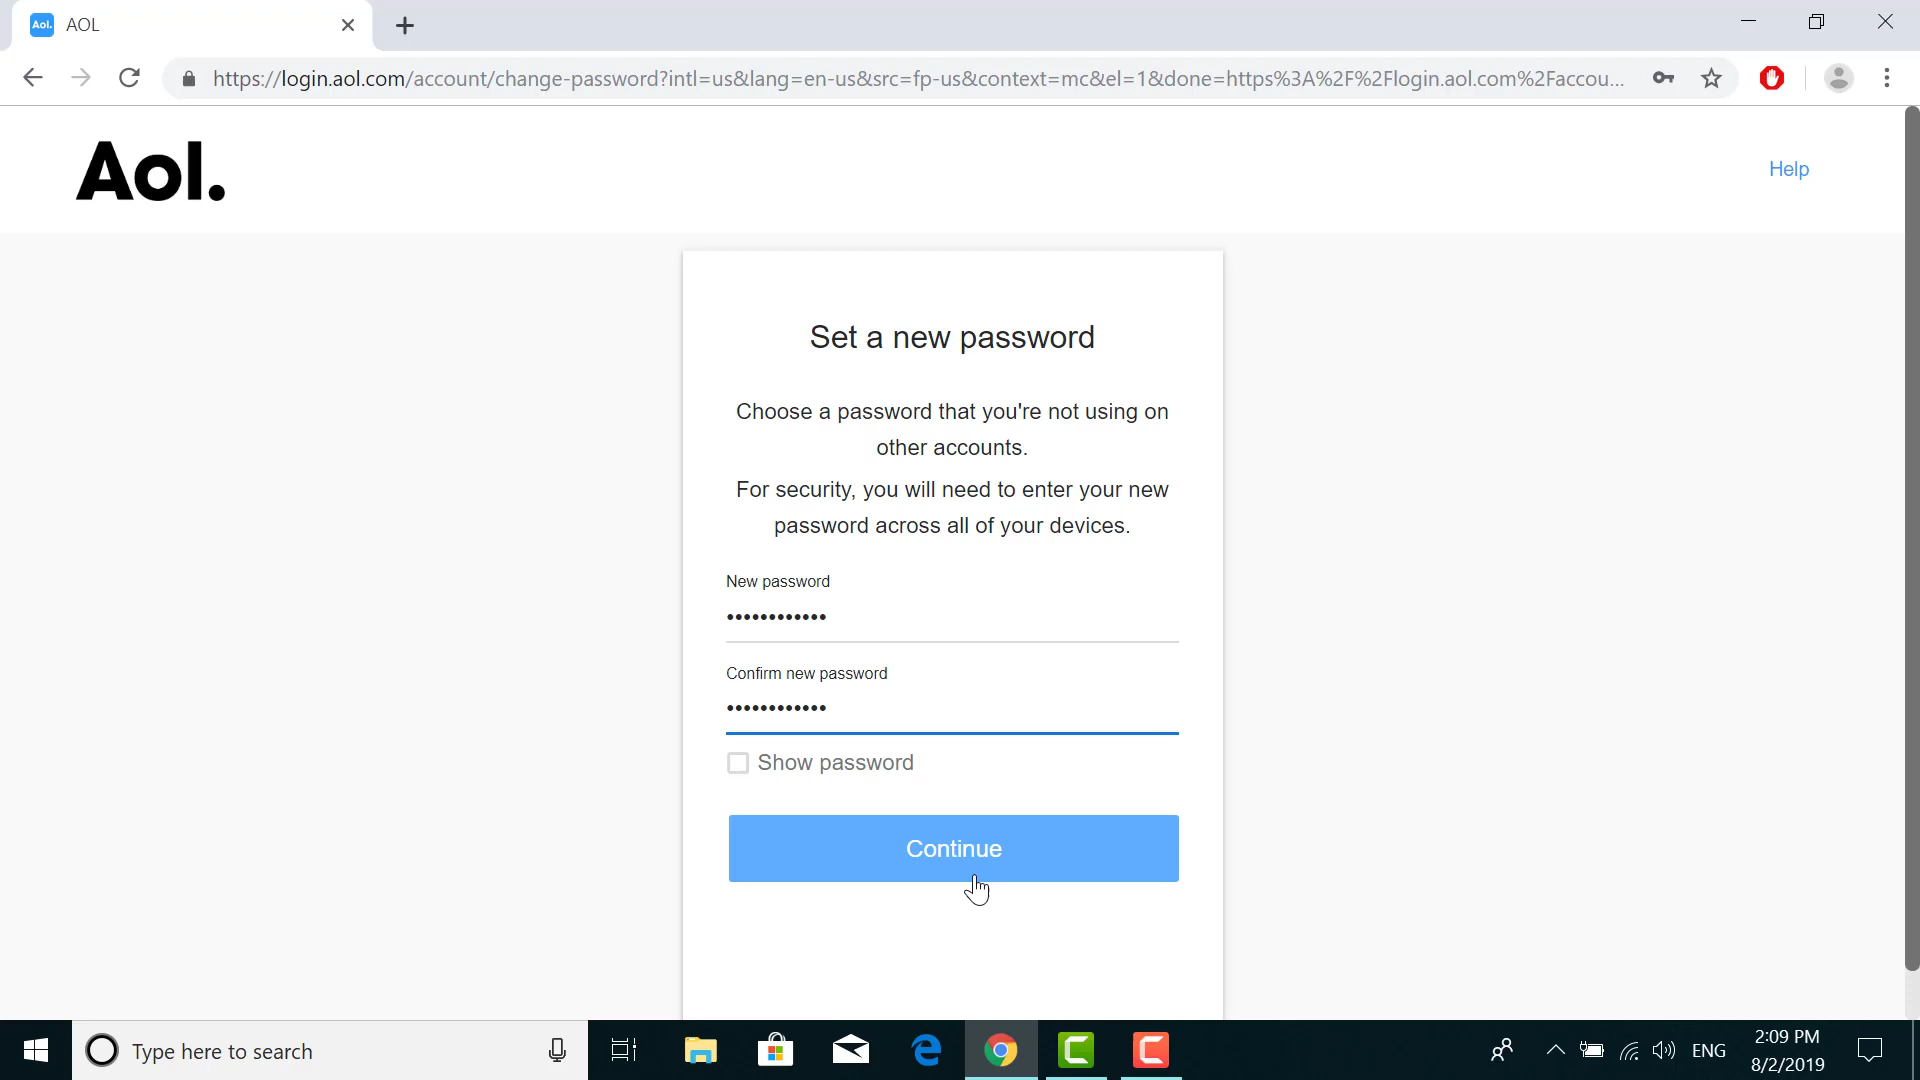 Aol.
AOL
https://login.aol.com/account/change-password?intl=us&lang=en-us&src=fp-us&context=mc&el=1&done=https%3A%2F%2Flogin.aol.com%2Faccou...
Aol.
Help
Set a new password
Choose a password that you're not using on
other accounts.
For security, you will need to enter your new
password across all of your devices.
New password
••••••••••••
Confirm new password
••••••••••••
Show password
Continue
Type here to search
ENG
2:09 PM
8/2/2019